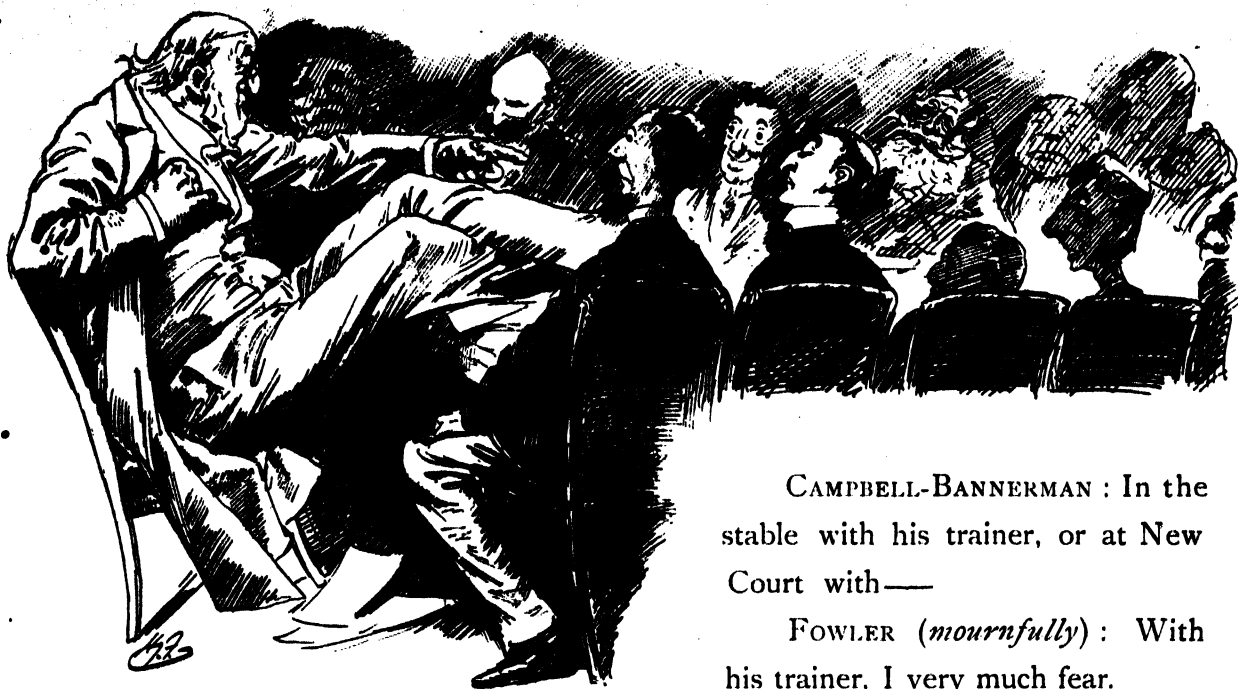 CAMPBELL-BANNERMAN : In the
stable with his trainer, or at New
Court with——
FOWLER (mournfully) : With
his trainer, I very much fear.